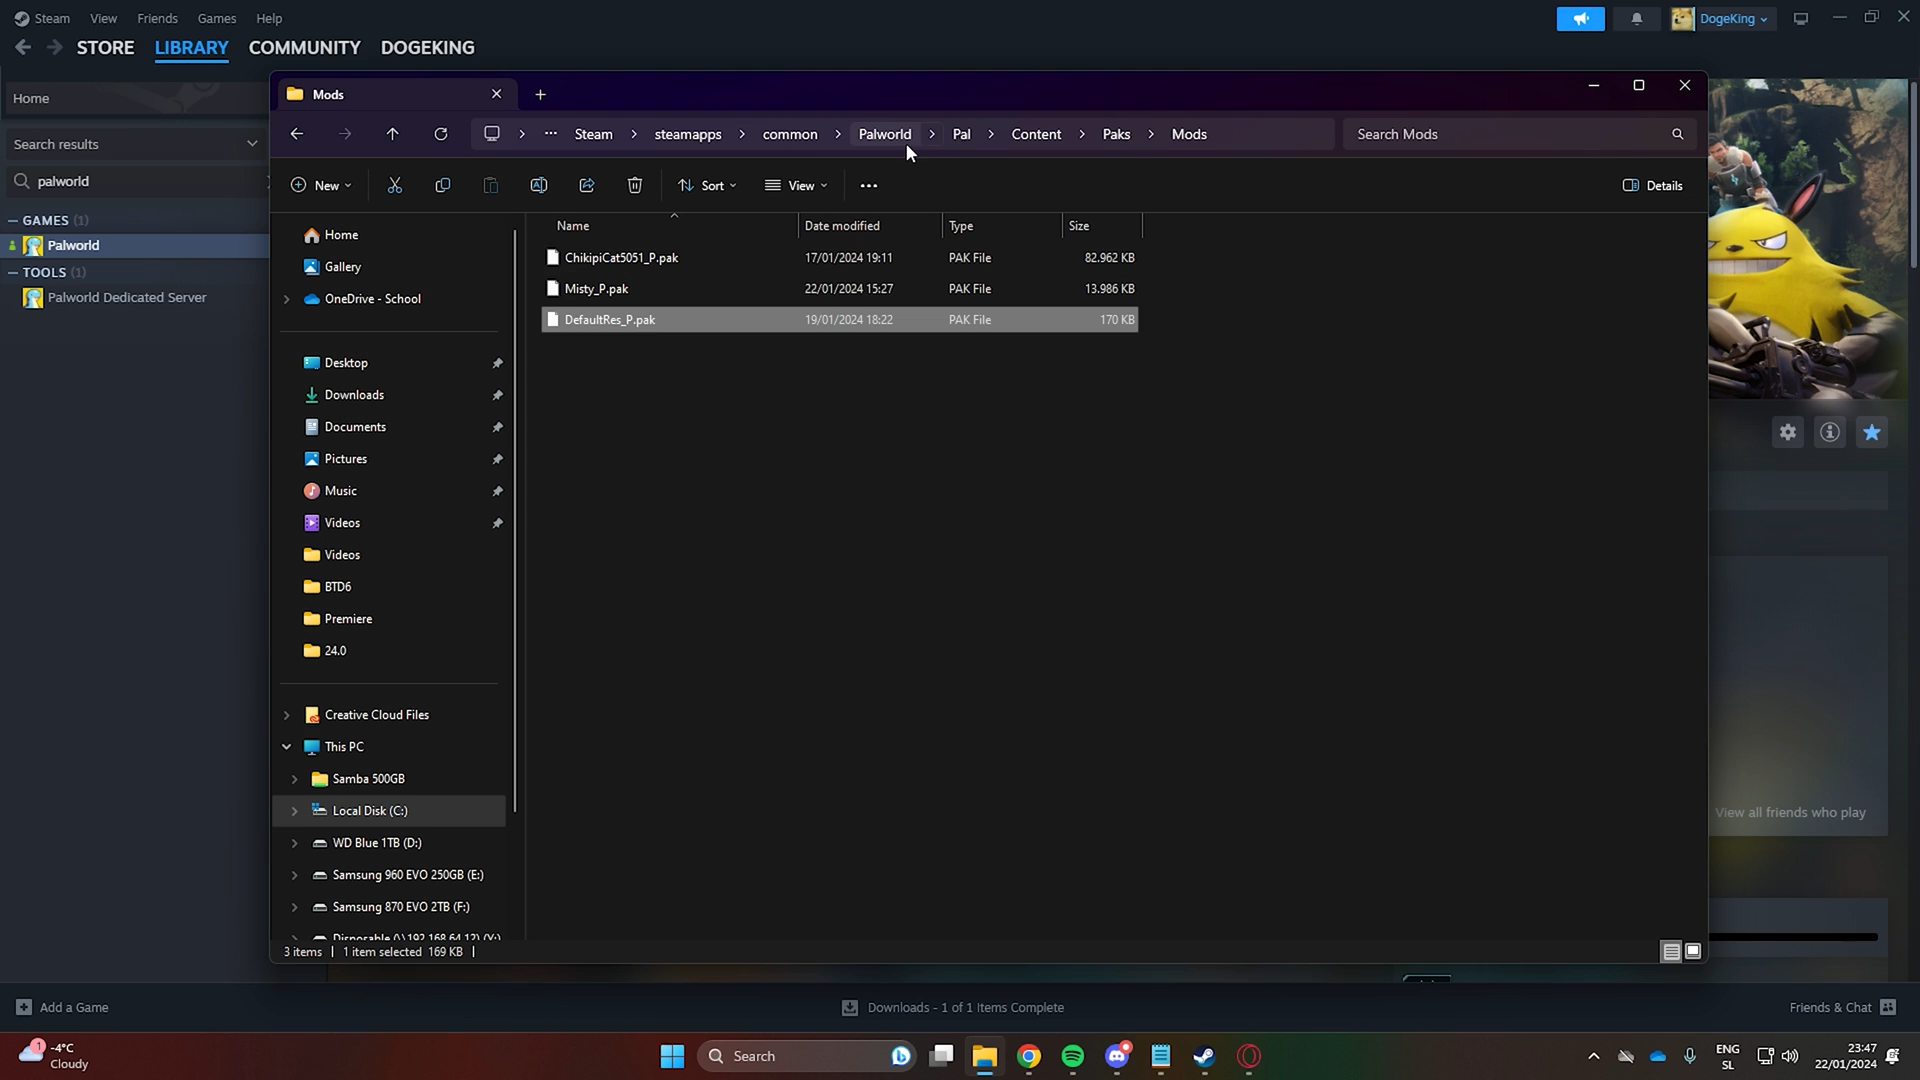 Steam View Friends Games Help
DogeKing
STORE LIBRARY COMMUNITY DOGEKING
Home
Search results
palworld
GAMES (1)
Palworld
TOOLS (1)
Palworld Dedicated Server
Mods
Steam steamapps common Palworld Pal Content Paks Mods
Search Mods
New Sort View Details
Home
Gallery
OneDrive - School
Desktop
Downloads
Documents
Pictures
Music
Videos
Videos
BTD6
Premiere
24.0
Creative Cloud Files
This PC
Samba 500GB
Local Disk (C:)
WD Blue 1TB (D:)
Samsung 960 EVO 250GB (E:)
Samsung 870 EVO 2TB (F:)
Disposable (\\192.168.64.12) (Y:)
Name Date modified Type Size
ChikipiCat5051_P.pak 17/01/2024 19:11 PAK File 82.962 KB
Misty_P.pak 22/01/2024 15:27 PAK File 13.986 KB
DefaultRes_P.pak 19/01/2024 18:22 PAK File 170 KB
3 items 1 item selected 169 KB
View all friends who play
Add a Game
Downloads - 1 of 1 Items Complete
Friends & Chat
1
-4°C
Cloudy
Search
ENG
SL
23:47
22/01/2024